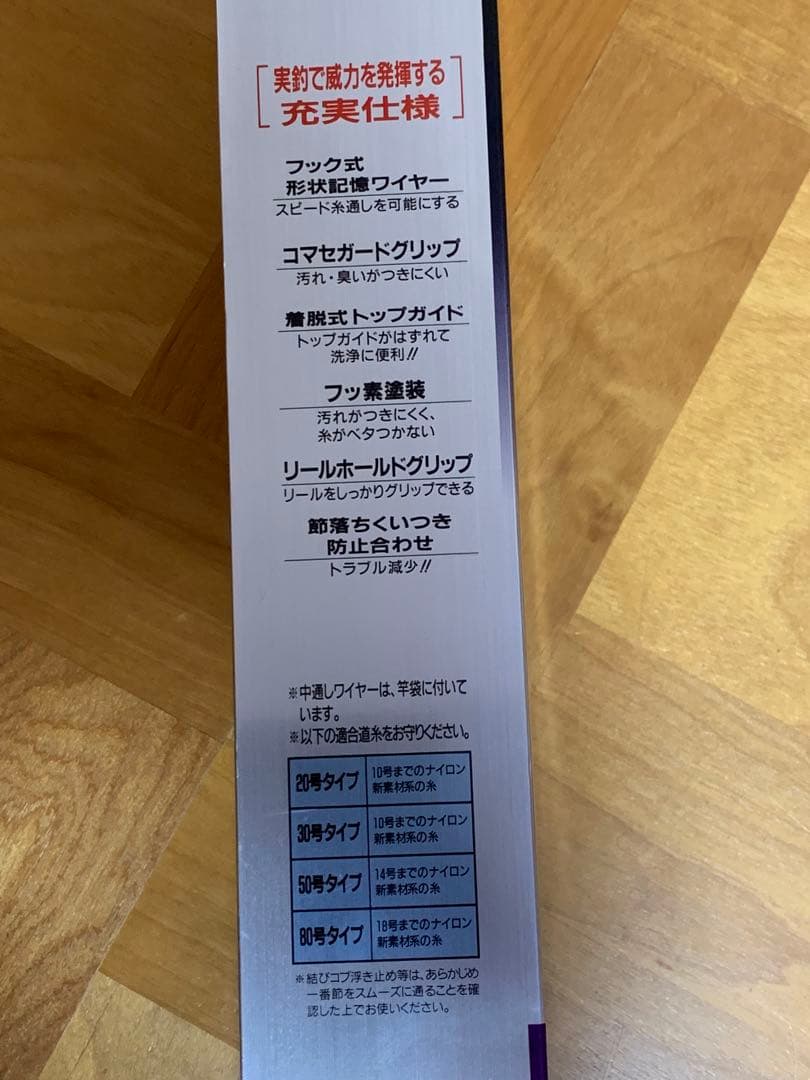 実釣で威力を発揮する
充実仕様
フック式
形状記憶ワイヤー
スピード糸通しを可能にする
コマセガードグリップ
汚れ・臭いがつきにくい
着脱式トップガイド
トップガイドがはずれて
洗浄に便利!!
フッ素塗装
汚れがつきにくく、
糸がベタつかない
リールホールドグリップ
リールをしっかりグリップできる
節落ちくいつき
防止合わせ
トラブル減少!!
※中通しワイヤーは、竿袋に付いて
います。
※以下の適合道糸をお守りください。
20号タイプ 10号までのナイロン
新素材系の糸
30号タイプ 10号までのナイロン
新素材系の糸
50号タイプ 14号までのナイロン
新素材系の糸
80号タイプ 18号までのナイロン
新素材系の糸
※結びコブ浮き止め等は、あらかじめ
一番節をスムーズに通ることを確
認した上でお使いください。